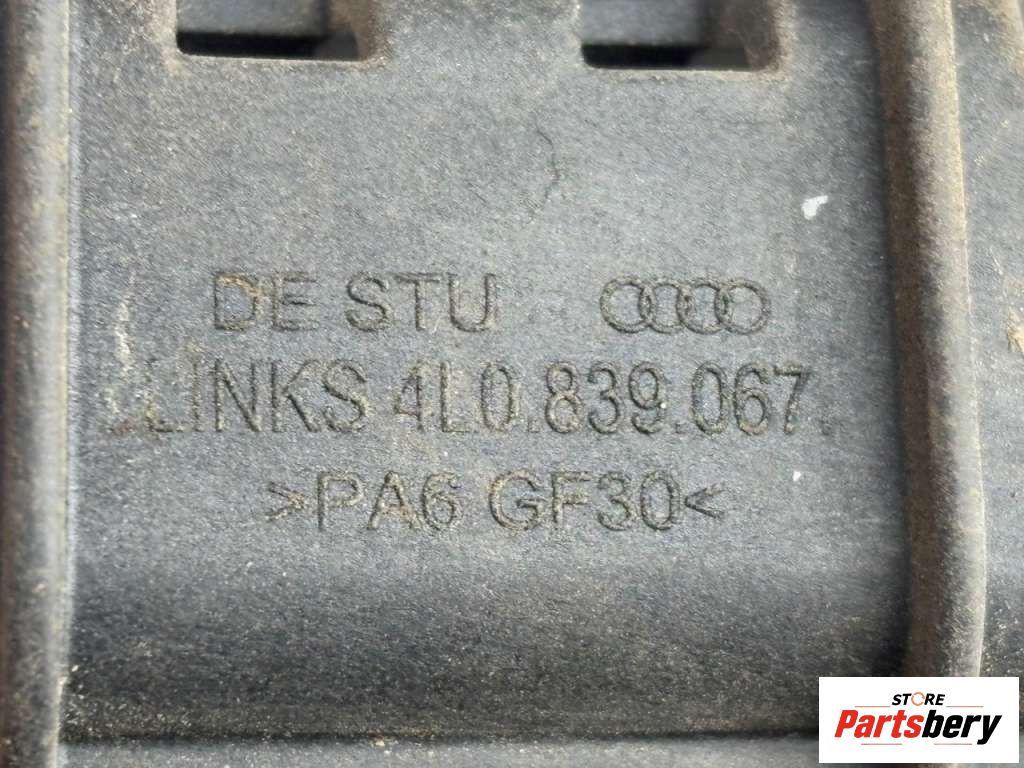 DE STU
LINKS 4L0.839.067.
>PA6 GF30<
STORE
Partsbery